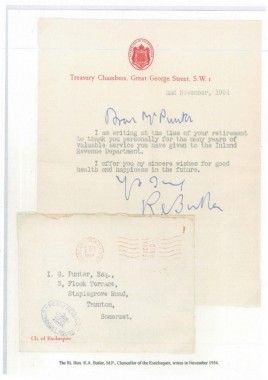 Treasury Chambers, Great George Street, S.W.1
2nd November, 1954
Dear Mr Punter
I am writing at the time of your retirement
to thank you personally for the many years of
valuable service you have given to the Inland
Revenue Department.
I offer you my sincere wishes for good
health and happiness in the future.
R A Butler
I. G. Punter, Esq.,
3, Flook Terrace,
Staplegrove Road,
Taunton,
Somerset.
Ch. of Exchequer
The Rt. Hon. R.A. Butler, M.P., Chancellor of the Exchequer, writes in November 1954.